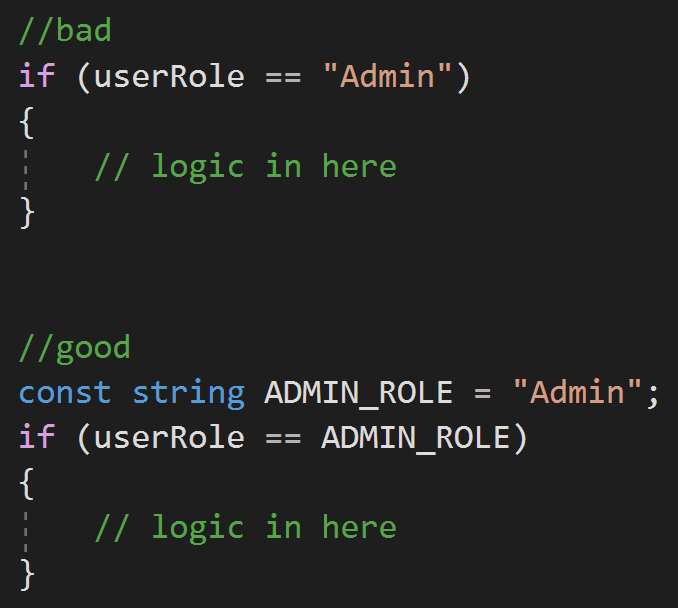 //bad
if (userRole == "Admin")
{
    // logic in here
}
//good
const string ADMIN_ROLE = "Admin";
if (userRole == ADMIN_ROLE)
{
    // logic in here
}